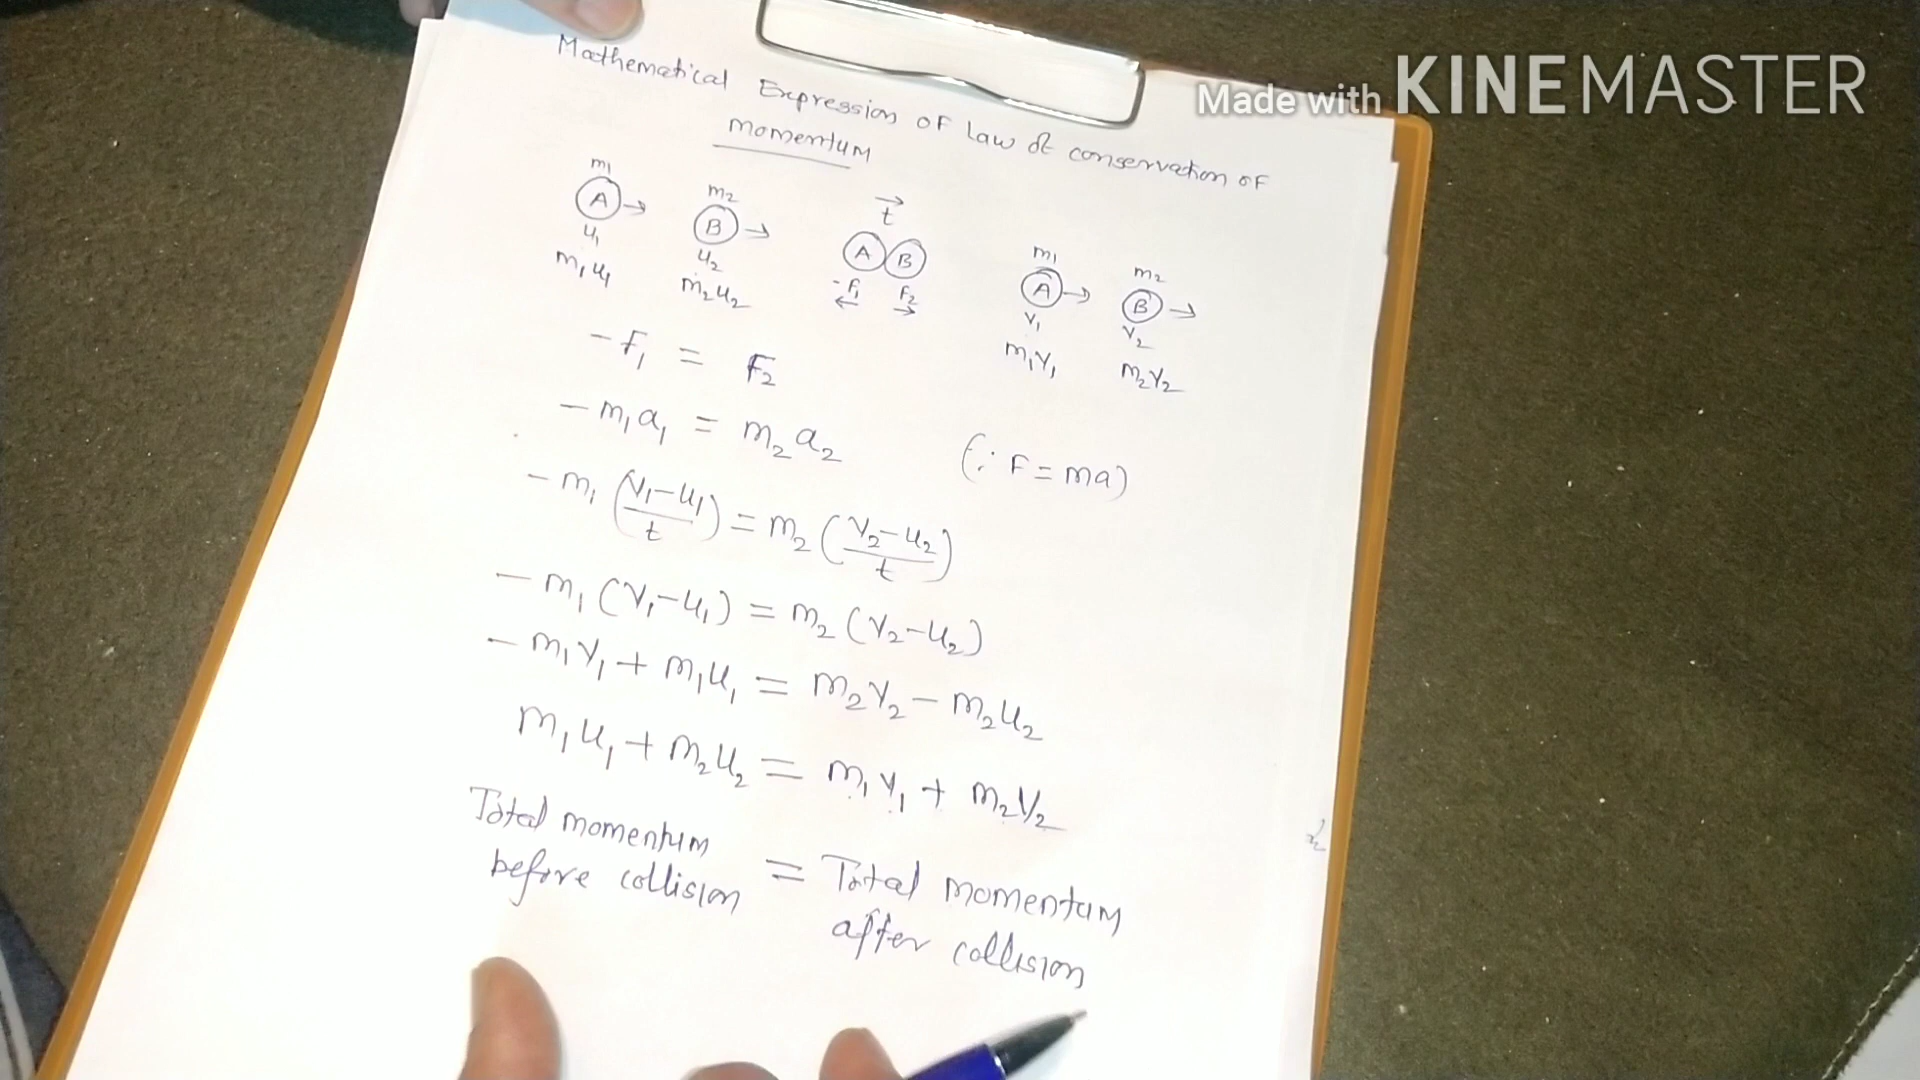 Made with KINEMASTER
Mathematical Expression OF Law of conservation OF
momentum
m₁ m₂ t⃗ m₁ m₂
A → B → A B A → B →
u₁ u₂ -F₁ F₂ v₁ v₂
m₁u₁ m₂u₂ ← → m₁v₁ m₂v₂
-F₁ = F₂
-m₁a₁ = m₂a₂ (∵ F = ma)
-m₁ ((v₁-u₁)/t) = m₂ ((v₂-u₂)/t)
-m₁(v₁-u₁) = m₂(v₂-u₂)
-m₁v₁ + m₁u₁ = m₂v₂ - m₂u₂
m₁u₁ + m₂u₂ = m₁v₁ + m₂v₂
Total momentum before collision = Total momentum after collision